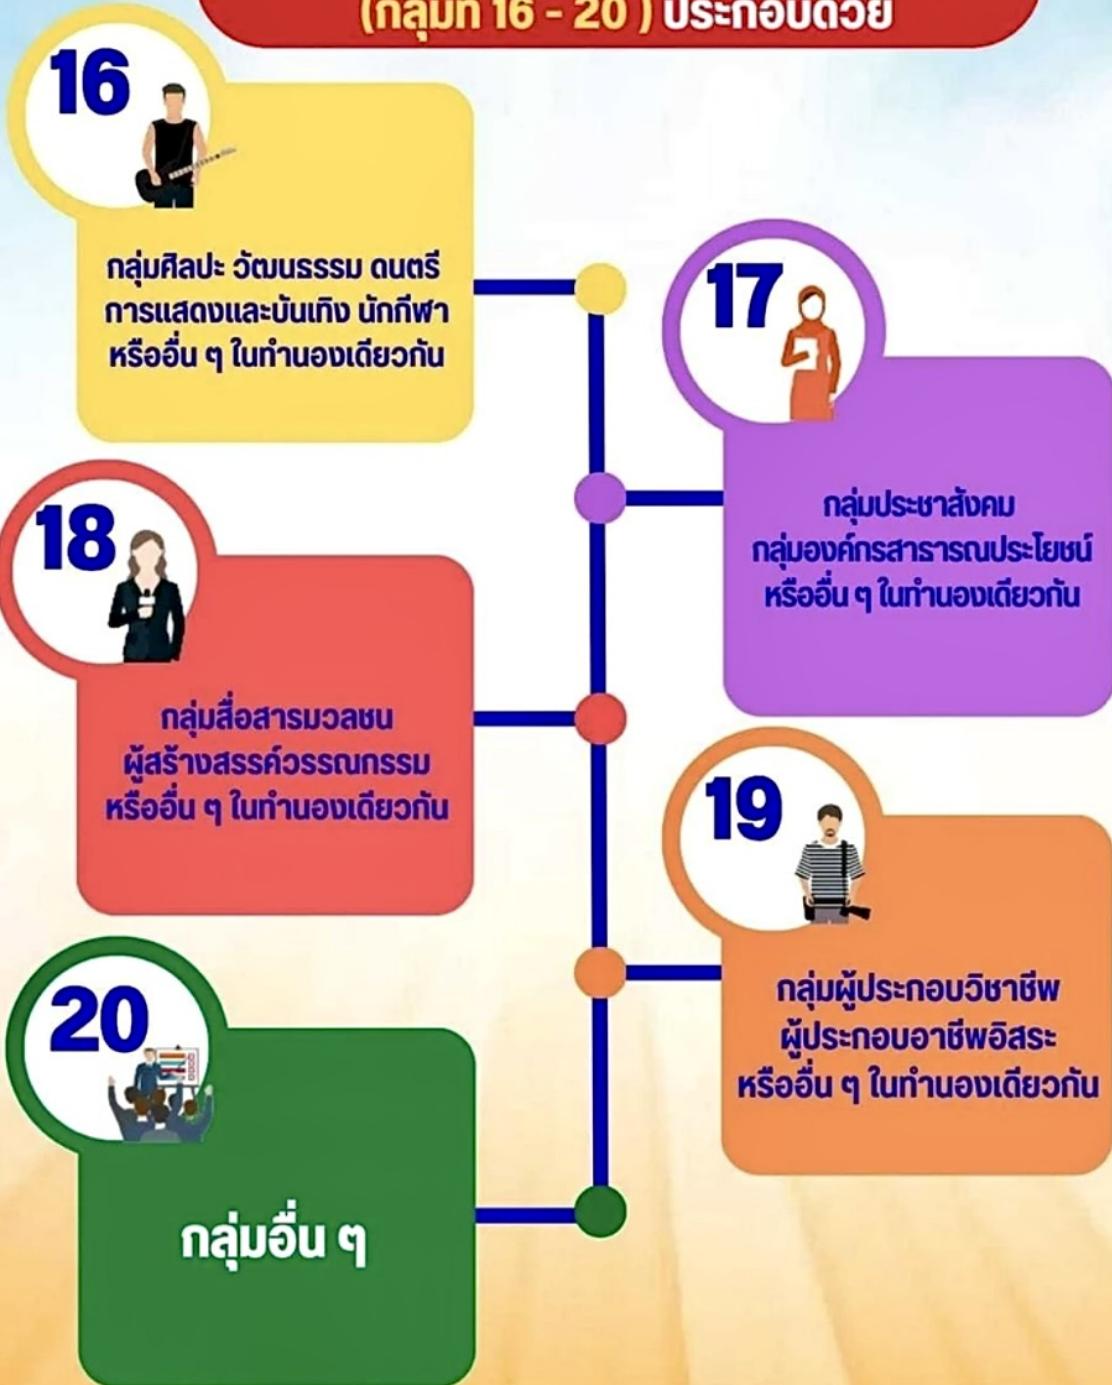 (กลุ่มที่ 16 - 20 ) ประกอบด้วย
16
กลุ่มศิลปะ วัฒนธรรม ดนตรี
การแสดงและบันเทิง นักกีฬา
หรืออื่น ๆ ในทำนองเดียวกัน
17
กลุ่มประชาสังคม
กลุ่มองค์กรสาธารณประโยชน์
หรืออื่น ๆ ในทำนองเดียวกัน
18
กลุ่มสื่อสารมวลชน
ผู้สร้างสรรค์วรรณกรรม
หรืออื่น ๆ ในทำนองเดียวกัน
19
กลุ่มผู้ประกอบวิชาชีพ
ผู้ประกอบอาชีพอิสระ
หรืออื่น ๆ ในทำนองเดียวกัน
20
กลุ่มอื่น ๆ